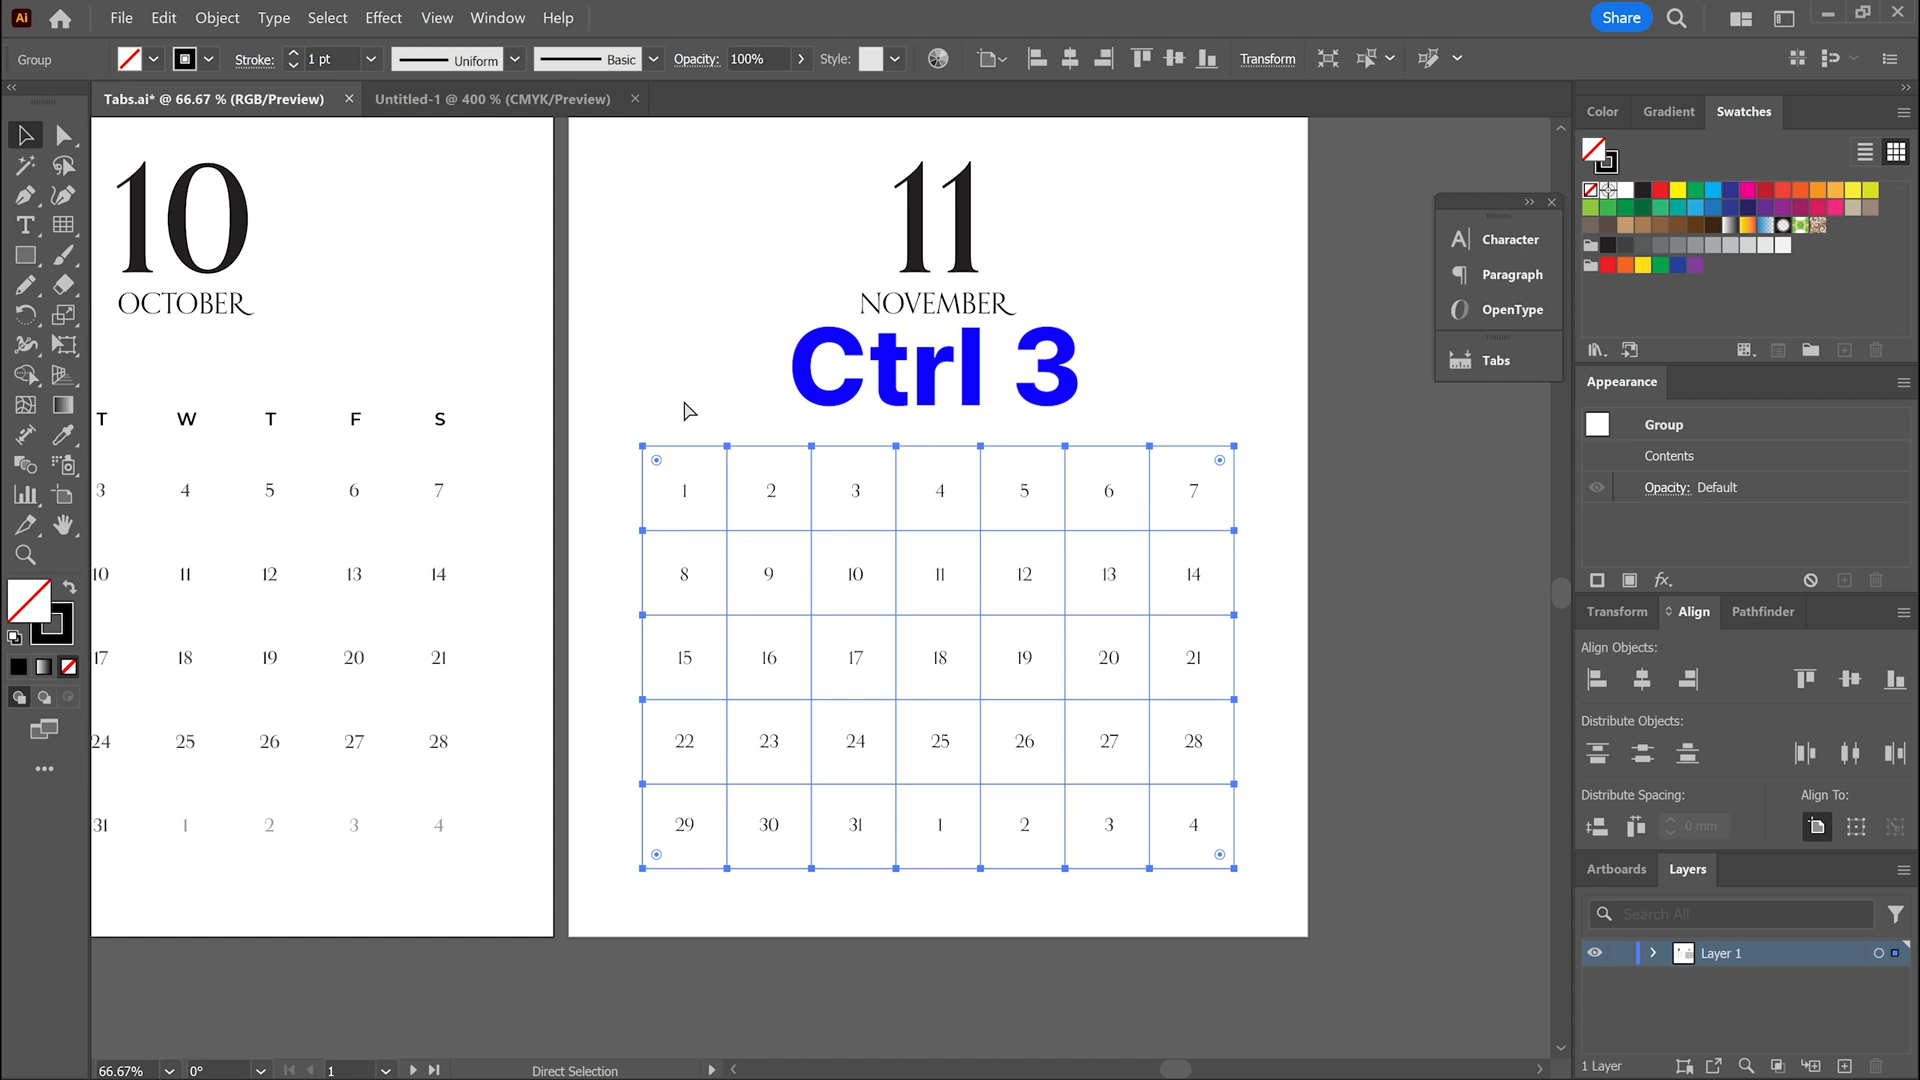 Ai File Edit Object Type Select Effect View Window Help Share
Group Stroke: 1 pt Uniform Basic Opacity: 100% Style: Transform
Tabs.ai* @ 66.67 % (RGB/Preview) × Untitled-1 @ 400 % (CMYK/Preview) ×
10
OCTOBER
T W T F S
3 4 5 6 7
10 11 12 13 14
17 18 19 20 21
24 25 26 27 28
31 1 2 3 4
11
NOVEMBER
Ctrl 3
1 2 3 4 5 6 7
8 9 10 11 12 13 14
15 16 17 18 19 20 21
22 23 24 25 26 27 28
29 30 31 1 2 3 4
Character
Paragraph
OpenType
Tabs
Color Gradient Swatches
Appearance
Group
Contents
Opacity: Default
fx.
Transform Align Pathfinder
Align Objects:
Distribute Objects:
Distribute Spacing: Align To:
0 mm
Artboards Layers
Search All
Layer 1
1 Layer
66.67% 0° 1 Direct Selection